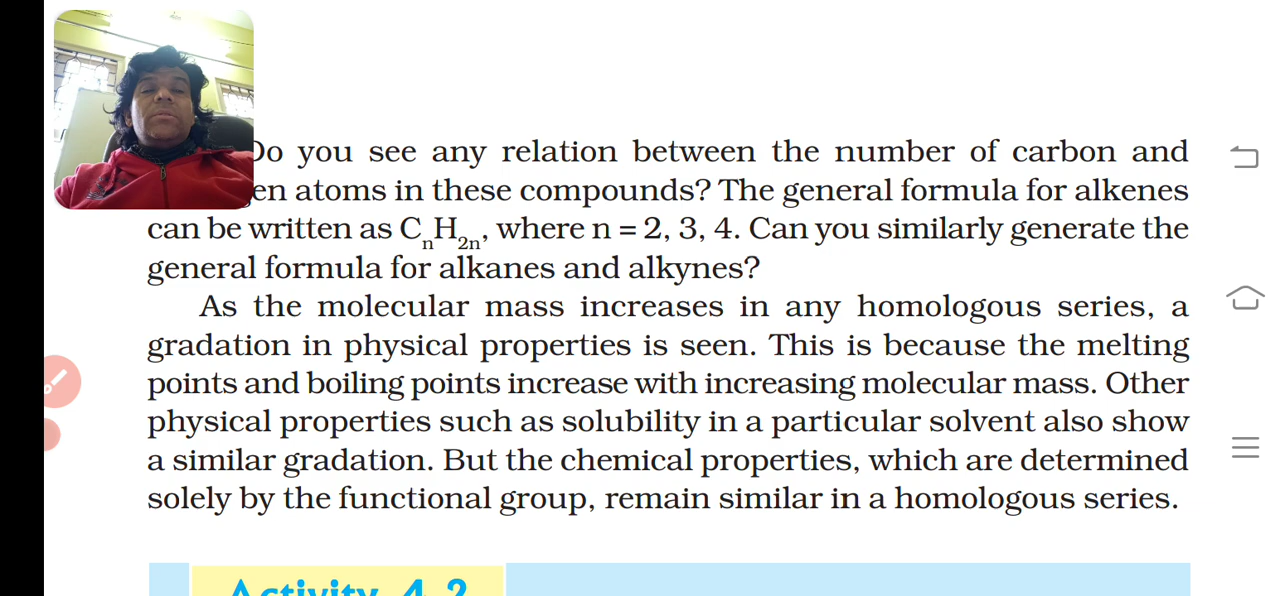 Do you see any relation between the number of carbon and
en atoms in these compounds? The general formula for alkenes
can be written as CₙH₂ₙ, where n = 2, 3, 4. Can you similarly generate the
general formula for alkanes and alkynes?
As the molecular mass increases in any homologous series, a
gradation in physical properties is seen. This is because the melting
points and boiling points increase with increasing molecular mass. Other
physical properties such as solubility in a particular solvent also show
a similar gradation. But the chemical properties, which are determined
solely by the functional group, remain similar in a homologous series.
Activity 4.2